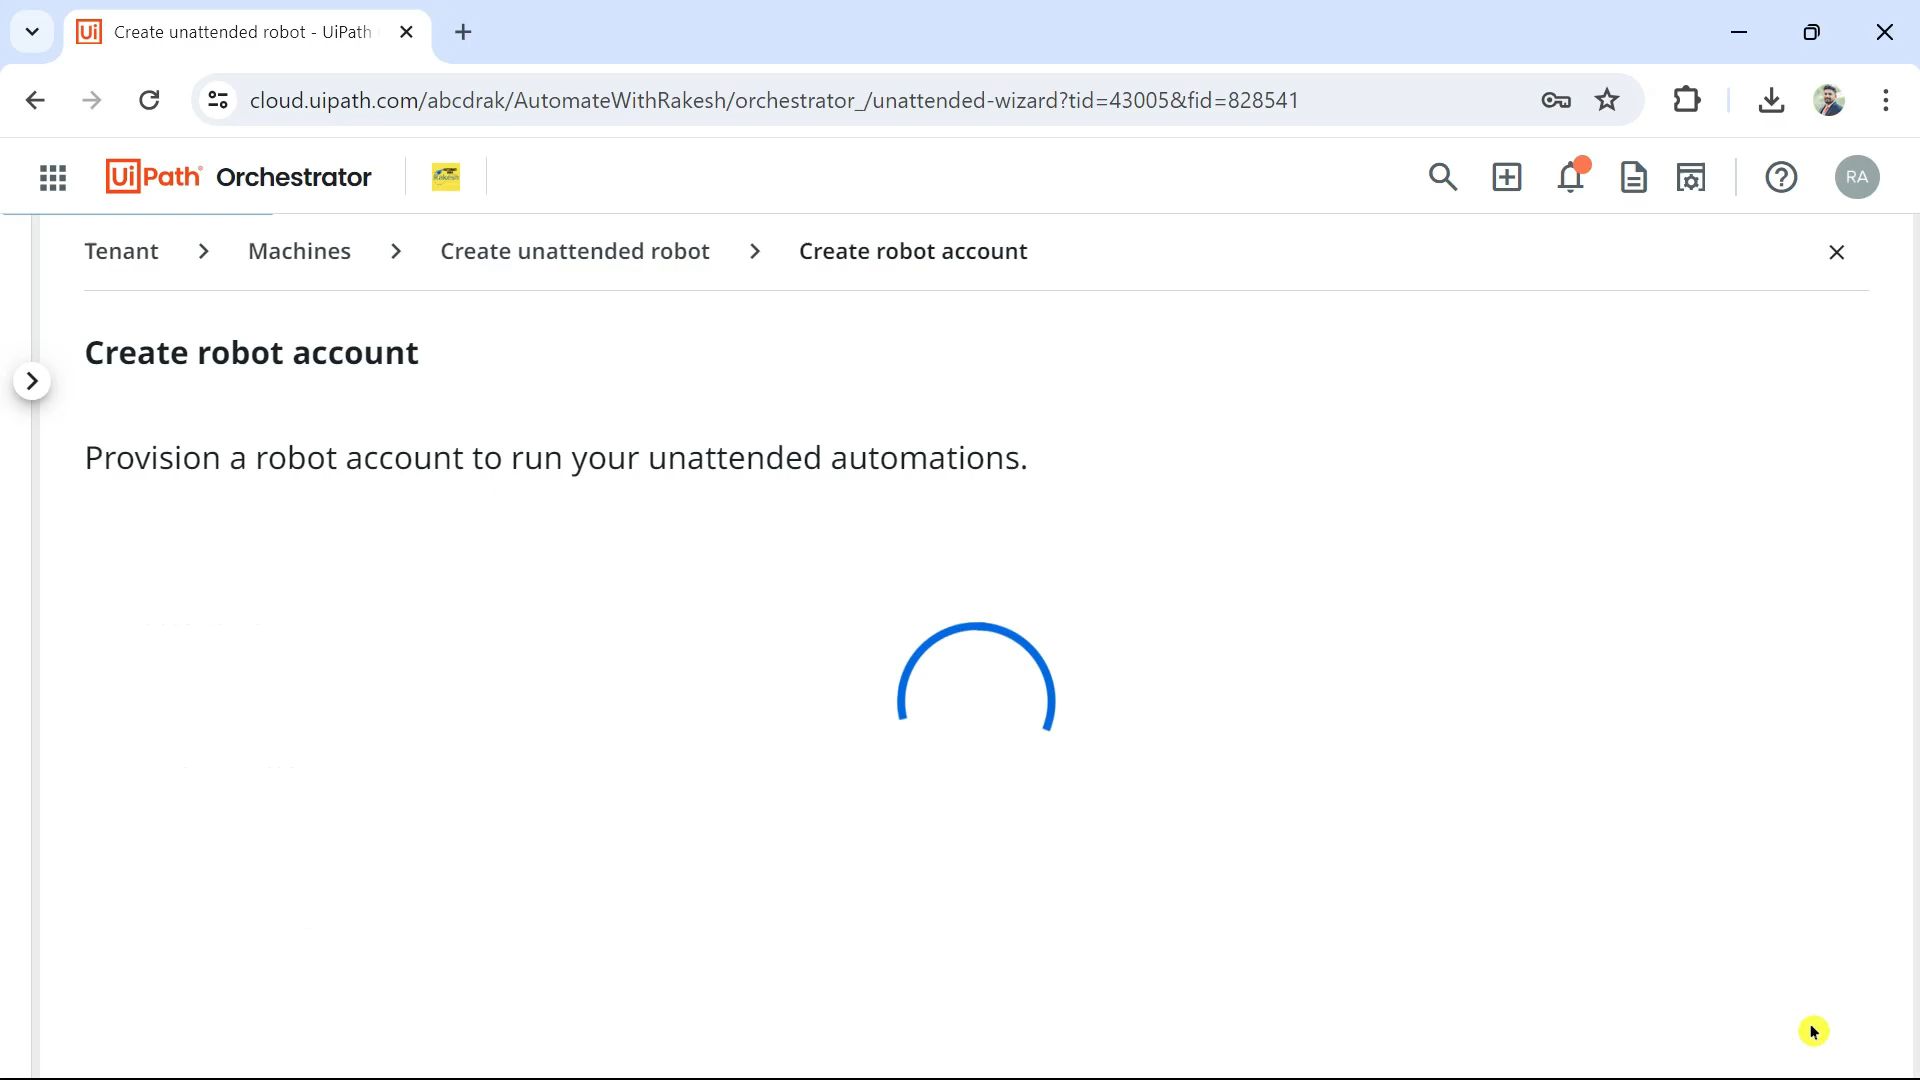 Create unattended robot - UiPath
cloud.uipath.com/abcdrak/AutomateWithRakesh/orchestrator_/unattended-wizard?tid=43005&fid=828541
UiPath Orchestrator
RA
Tenant > Machines > Create unattended robot > Create robot account
Create robot account
Provision a robot account to run your unattended automations.